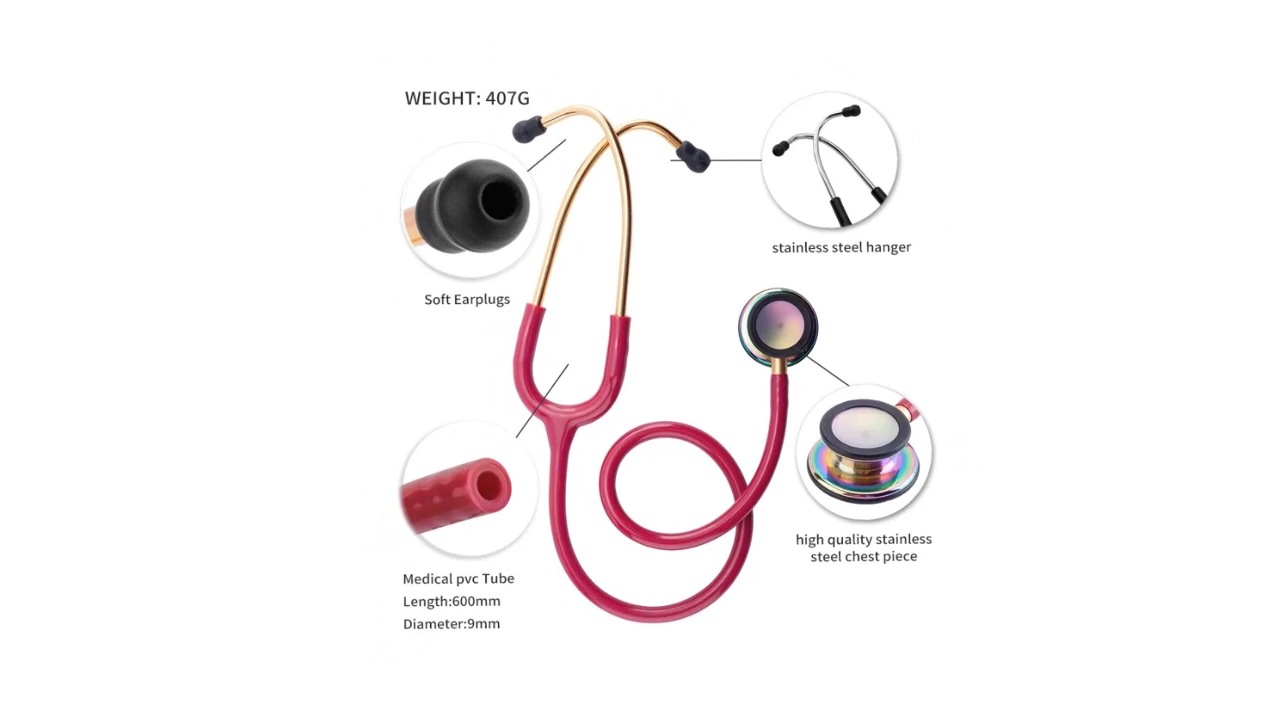 WEIGHT: 407G
stainless steel hanger
Soft Earplugs
high quality stainless
steel chest piece
Medical pvc Tube
Length:600mm
Diameter:9mm